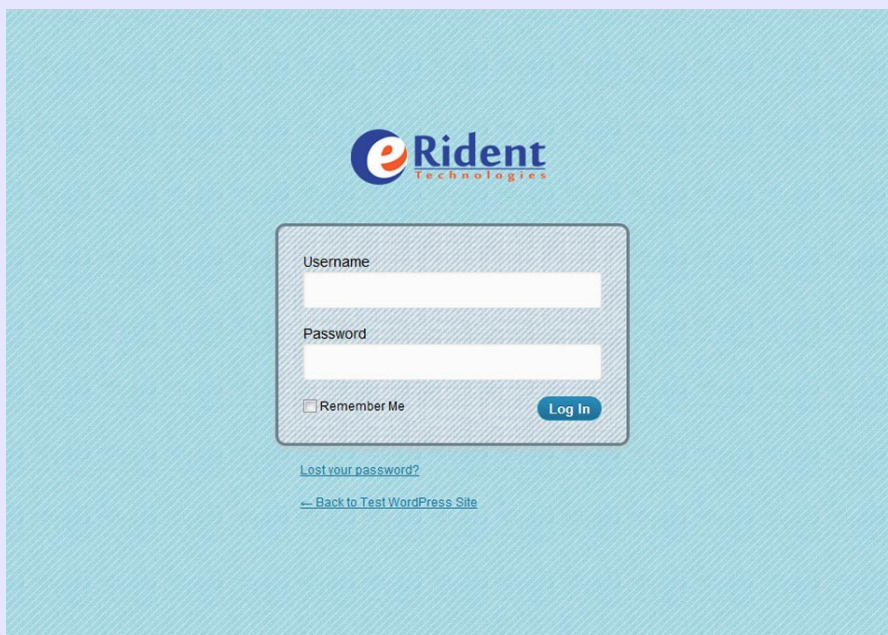 eRident
Technologies
Username
Password
Remember Me
Log In
Lost your password?
← Back to Test WordPress Site